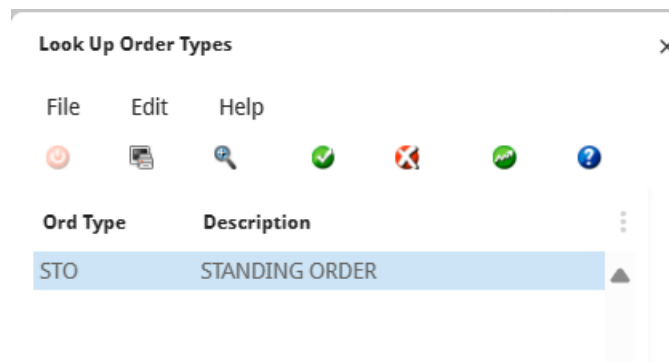 Look Up Order Types
File Edit Help
Ord Type Description
STO STANDING ORDER